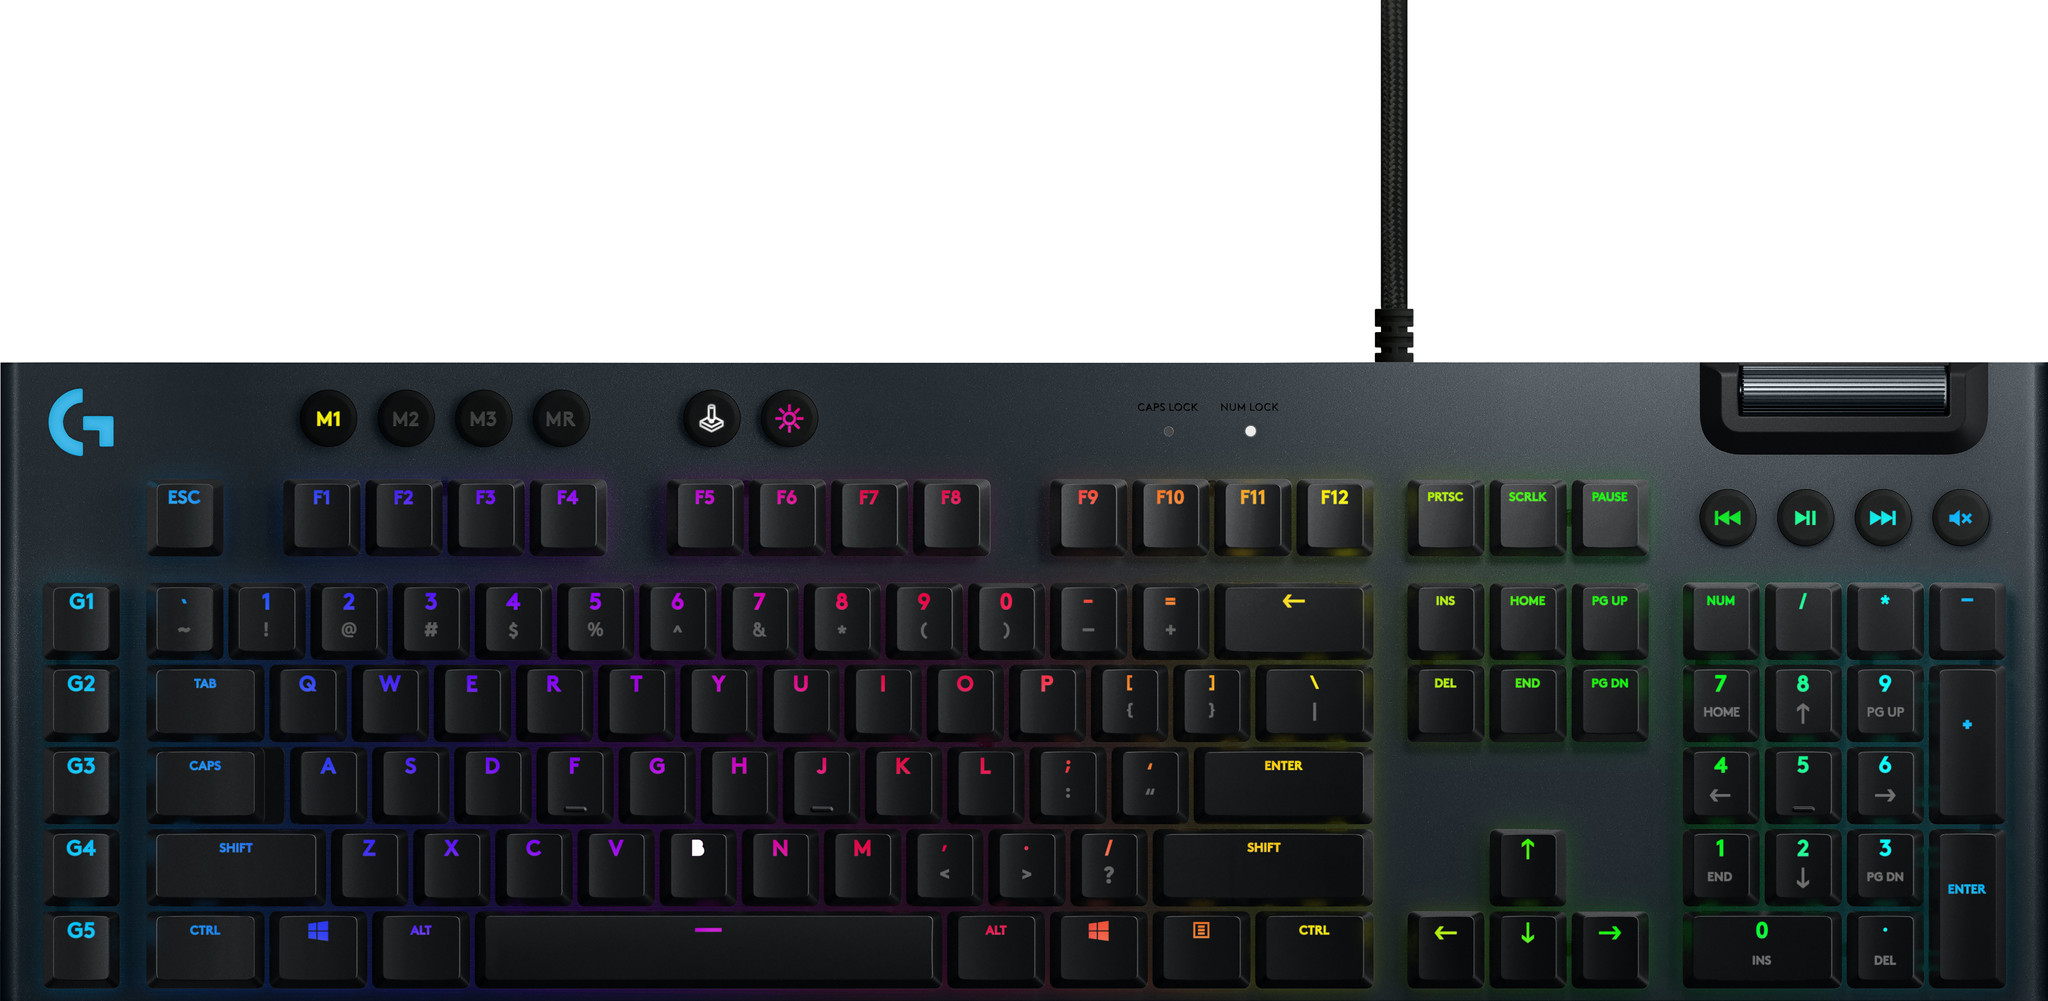 M1 M2 M3 MR CAPS LOCK NUM LOCK
ESC F1 F2 F3 F4 F5 F6 F7 F8 F9 F10 F11 F12 PRTSC SCRLK PAUSE
G1 ` 1 2 3 4 5 6 7 8 9 0 - = ← INS HOME PG UP NUM / * -
~ ! @ # $ % ^ & * ( ) _ +
G2 TAB Q W E R T Y U I O P [ ] \ DEL END PG DN 7 8 9
{ } | HOME ↑ PG UP +
G3 CAPS A S D F G H J K L ; ' ENTER 4 5 6
: " ← →
G4 SHIFT Z X C V B N M , . / SHIFT ↑ 1 2 3
< > ? END ↓ PG DN ENTER
G5 CTRL ALT ALT CTRL ← ↓ → 0 .
INS DEL